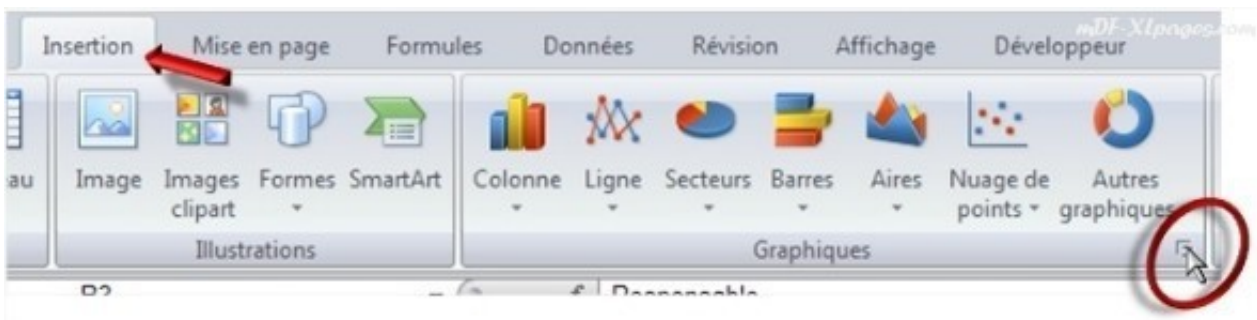 mDF-XLpages.com
Insertion Mise en page Formules Données Révision Affichage Développeur
au Image Images clipart Formes SmartArt Colonne Ligne Secteurs Barres Aires Nuage de points Autres graphiques
Illustrations Graphiques